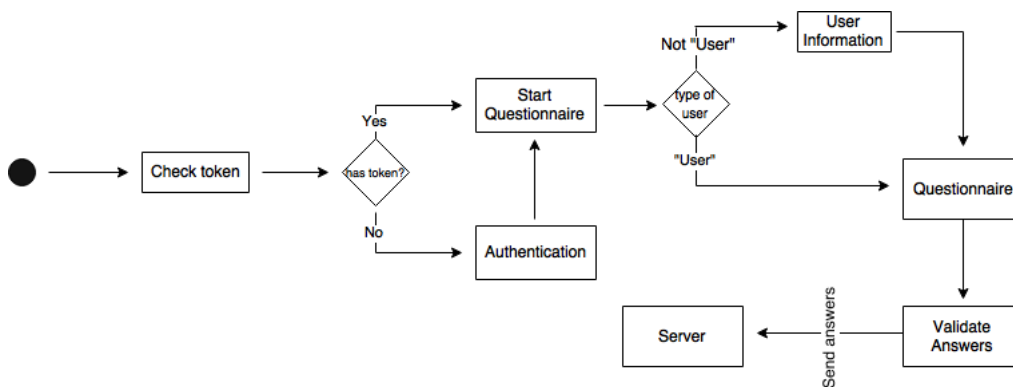 User
Information
Not "User"
Start
Questionnaire
type of
user
Yes
"User"
Check token
has token?
Questionnaire
No
Authentication
Send answers
Server
Validate
Answers